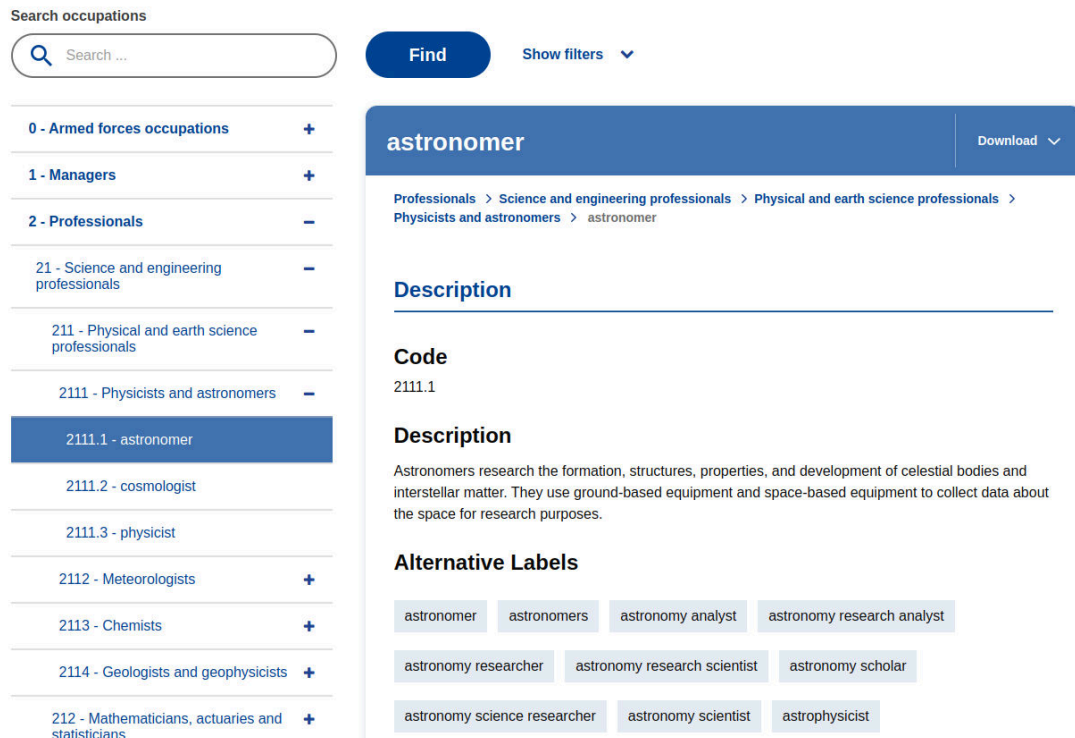 Search occupations
Search ...
Find
Show filters
0 - Armed forces occupations
1 - Managers
2 - Professionals
21 - Science and engineering
professionals
211 - Physical and earth science
professionals
2111 - Physicists and astronomers
2111.1 - astronomer
2111.2 - cosmologist
2111.3 - physicist
2112 - Meteorologists
2113 - Chemists
2114 - Geologists and geophysicists
212 - Mathematicians, actuaries and
statisticians
astronomer
Download
Professionals > Science and engineering professionals > Physical and earth science professionals >
Physicists and astronomers > astronomer
Description
Code
2111.1
Description
Astronomers research the formation, structures, properties, and development of celestial bodies and
interstellar matter. They use ground-based equipment and space-based equipment to collect data about
the space for research purposes.
Alternative Labels
astronomer astronomers astronomy analyst astronomy research analyst
astronomy researcher astronomy research scientist astronomy scholar
astronomy science researcher astronomy scientist astrophysicist